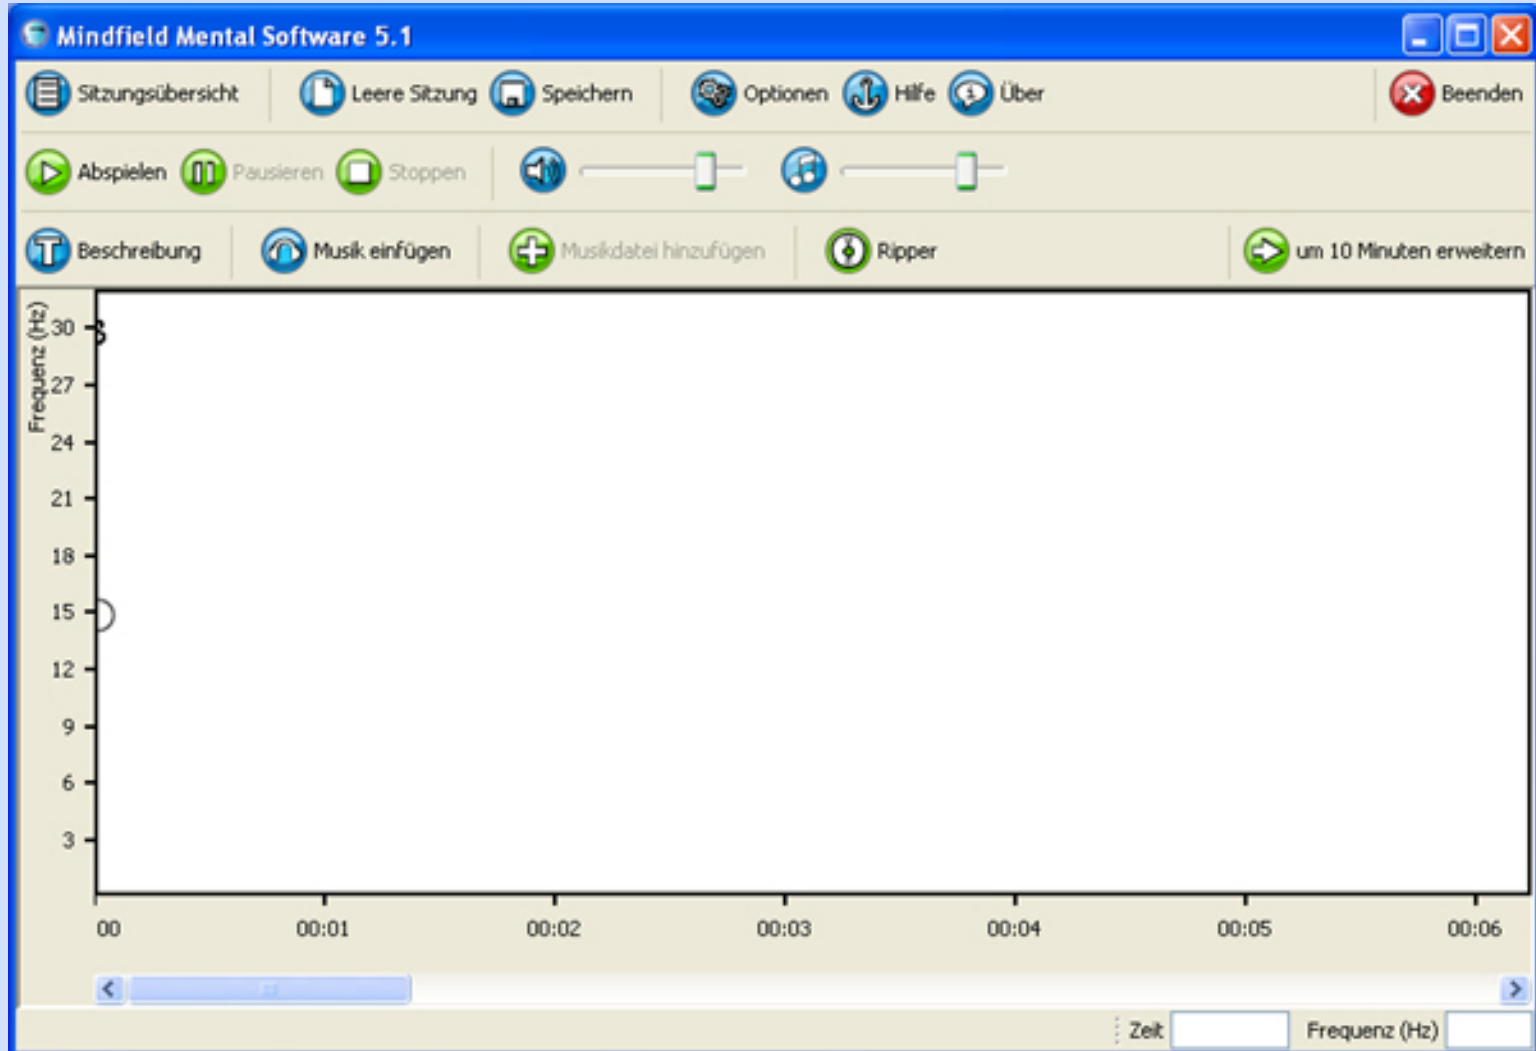 Mindfield Mental Software 5.1
Sitzungsübersicht Leere Sitzung Speichern Optionen Hilfe Über Beenden
Abspielen Pausieren Stoppen
Beschreibung Musik einfügen Musikdatei hinzufügen Ripper um 10 Minuten erweitern
Frequenz (Hz)
30
27
24
21
18
15
12
9
6
3
00 00:01 00:02 00:03 00:04 00:05 00:06
Zeit Frequenz (Hz)